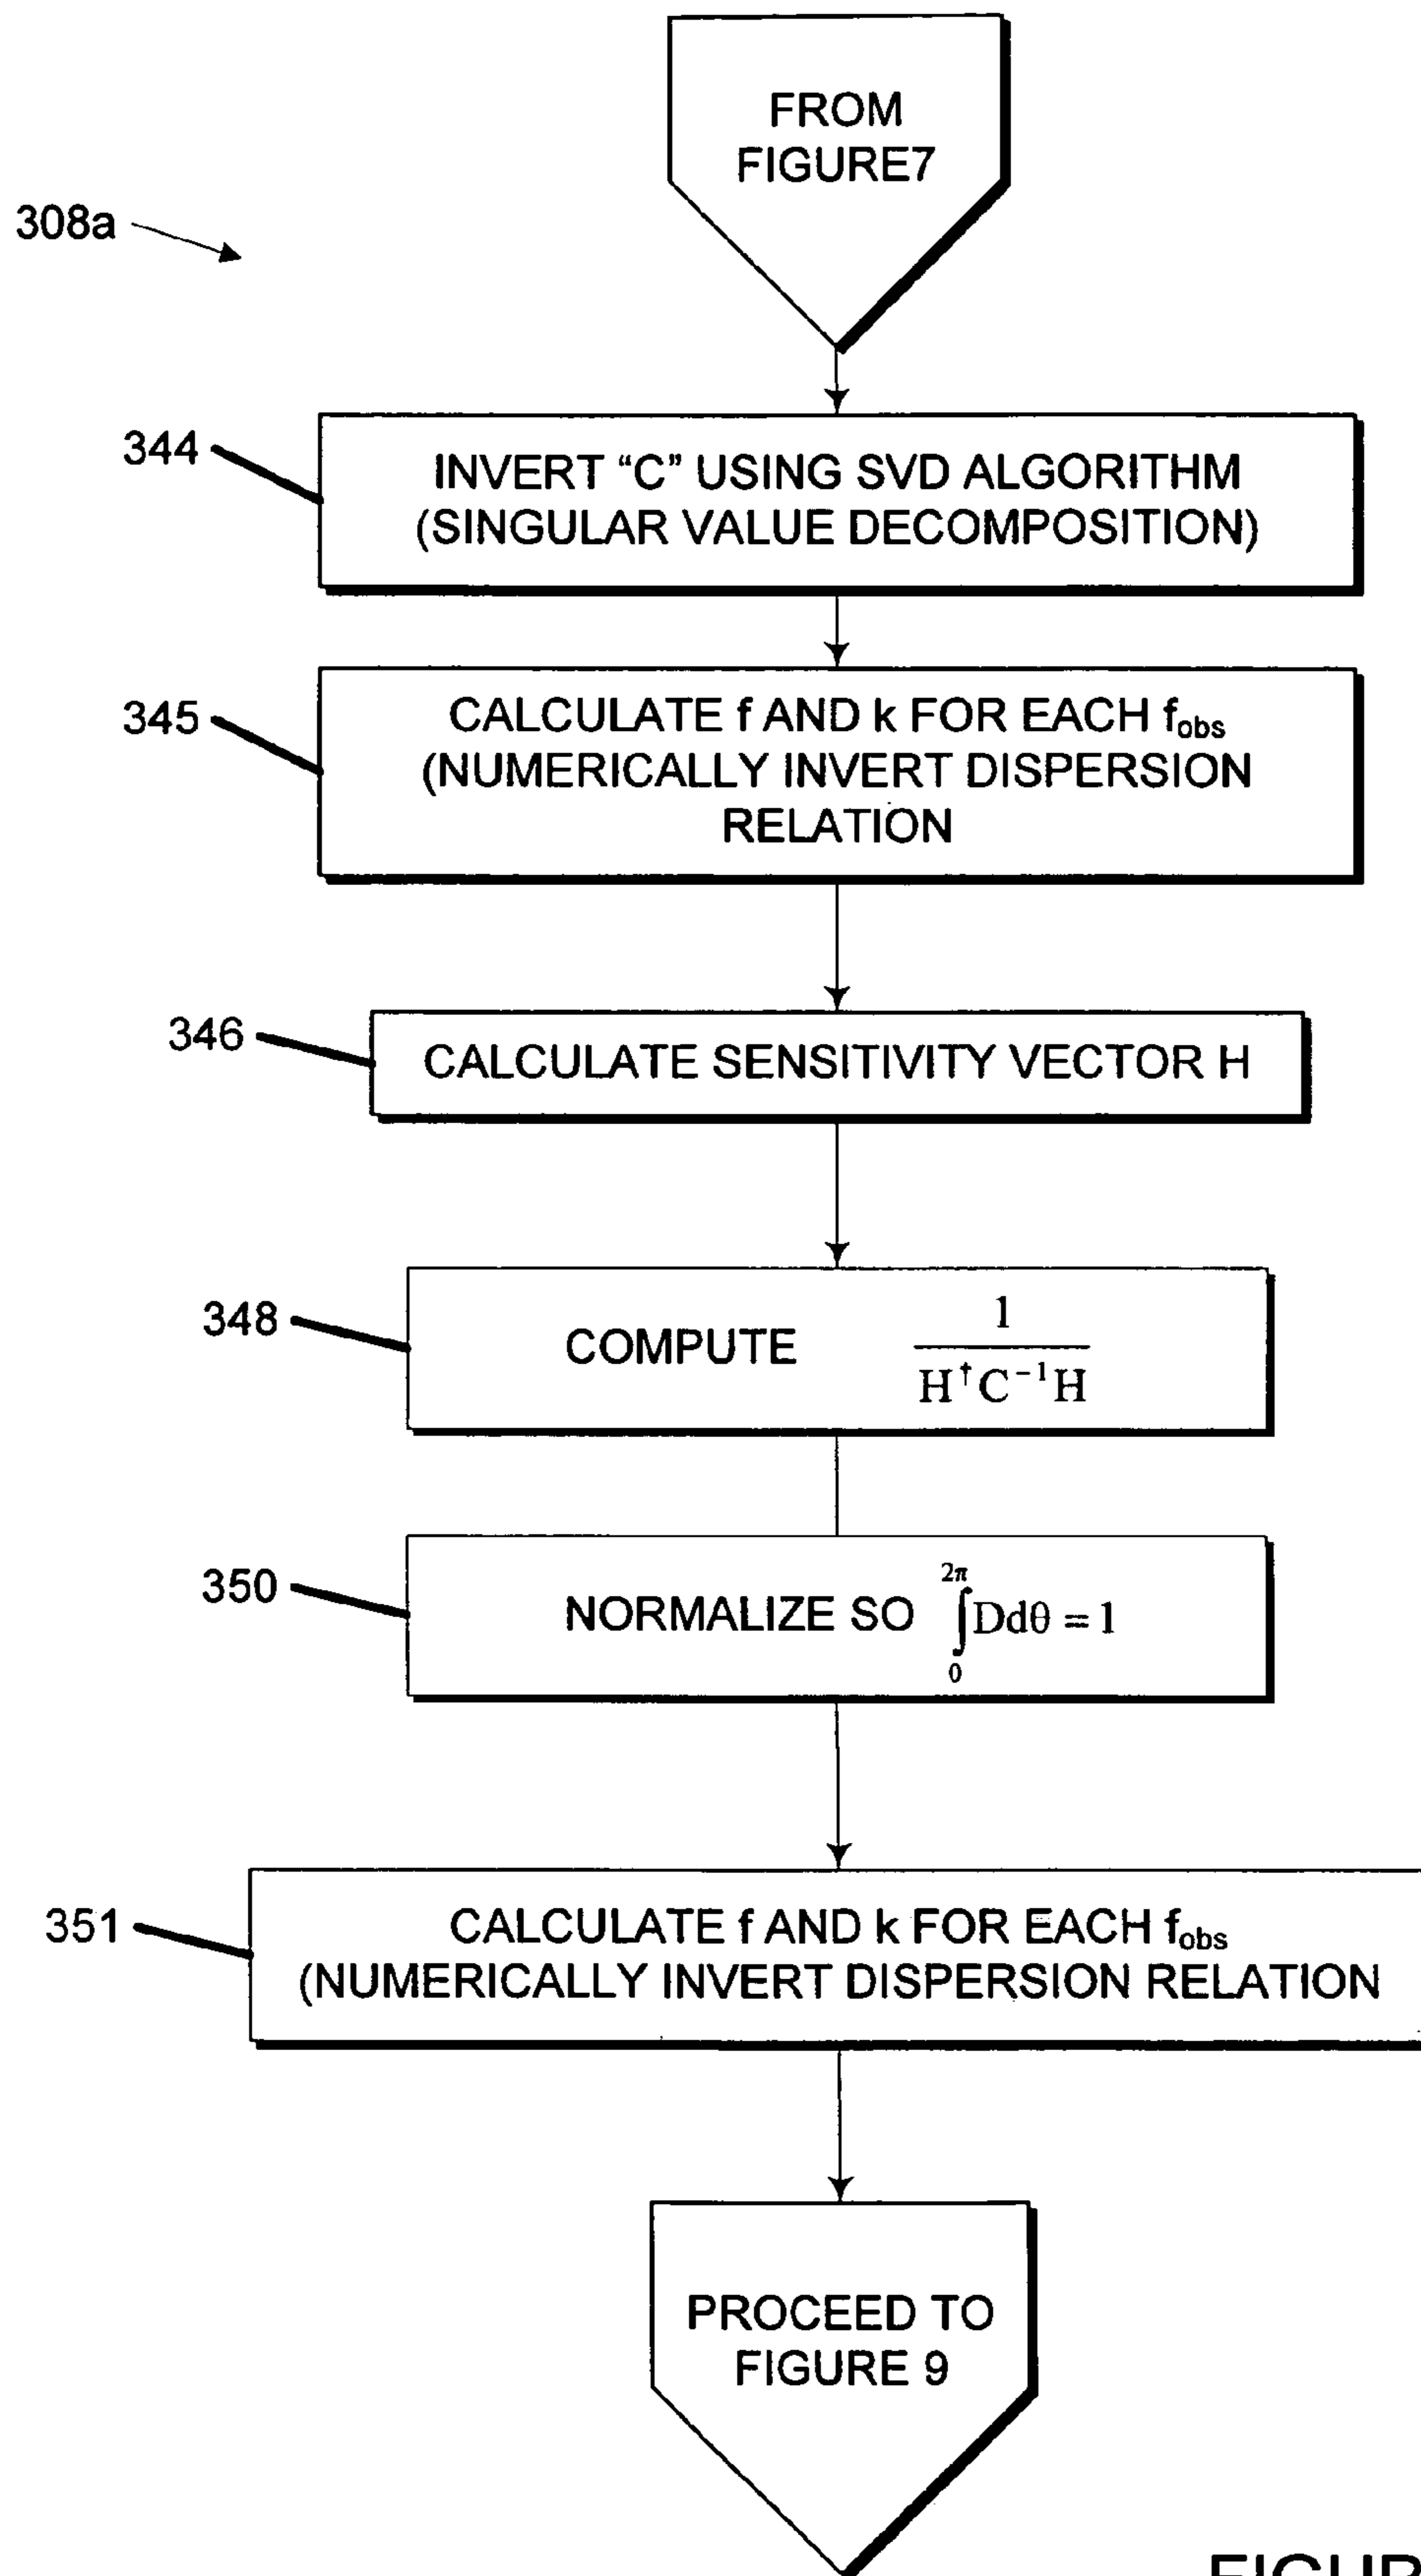 FROM
FIGURE7
308a
344
INVERT “C” USING SVD ALGORITHM
(SINGULAR VALUE DECOMPOSITION)
345
CALCULATE f AND k FOR EACH fobs
(NUMERICALLY INVERT DISPERSION
RELATION
346
CALCULATE SENSITIVITY VECTOR H
348
COMPUTE 1 / H†C⁻¹H
350
NORMALIZE SO ∫₀²π Ddθ = 1
351
CALCULATE f AND k FOR EACH fobs
(NUMERICALLY INVERT DISPERSION RELATION
PROCEED TO
FIGURE 9